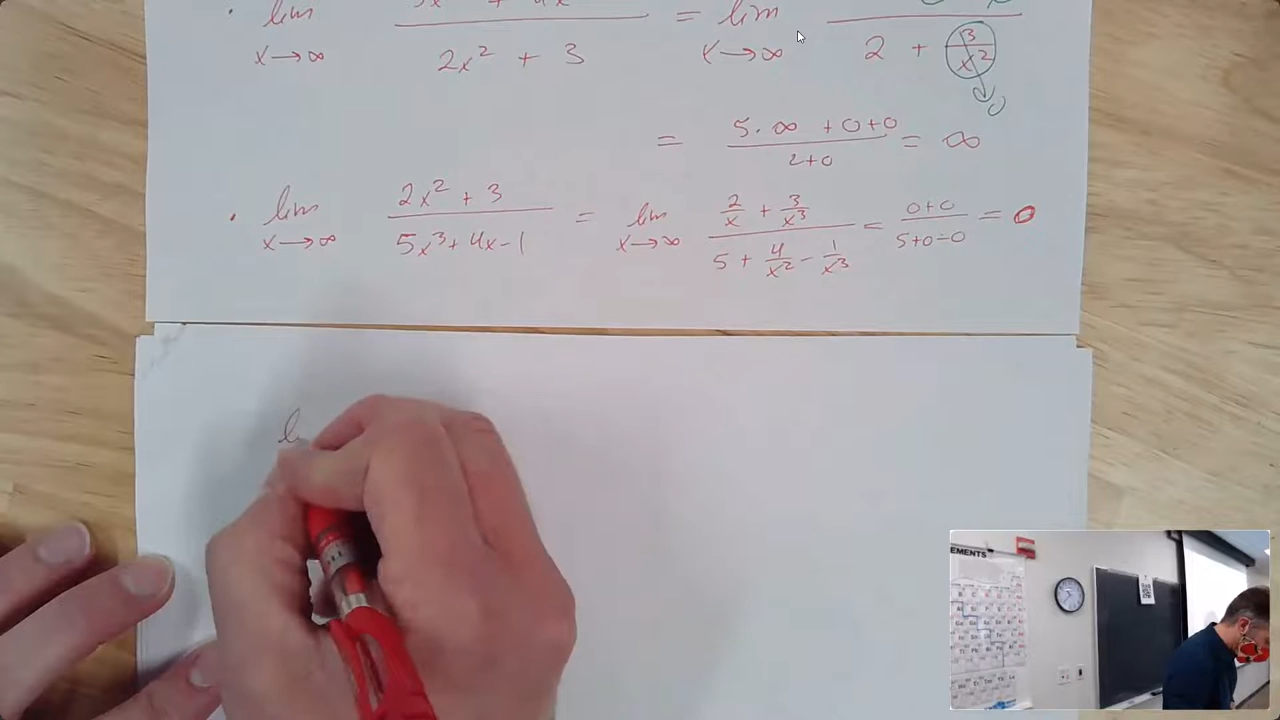 · lim x→∞ / 2x² + 3 = lim x→∞ / 2 + 3/x² → 0
= 5·∞ + 0 + 0 / 2+0 = ∞
· lim x→∞ 2x² + 3 / 5x³ + 4x - 1 = lim x→∞ 2/x + 3/x³ / 5 + 4/x² - 1/x³ = 0+0 / 5+0-0 = 0
l
EMENTS